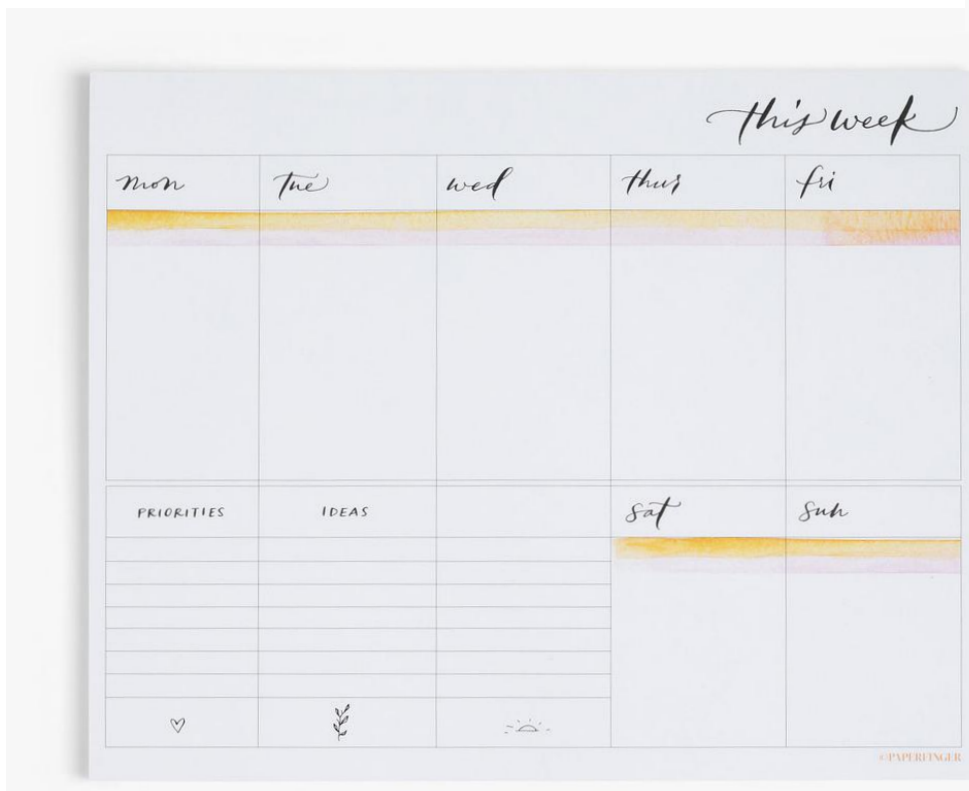 this week
mon tue wed thur fri
PRIORITIES IDEAS sat sun
©PAPERFINGER